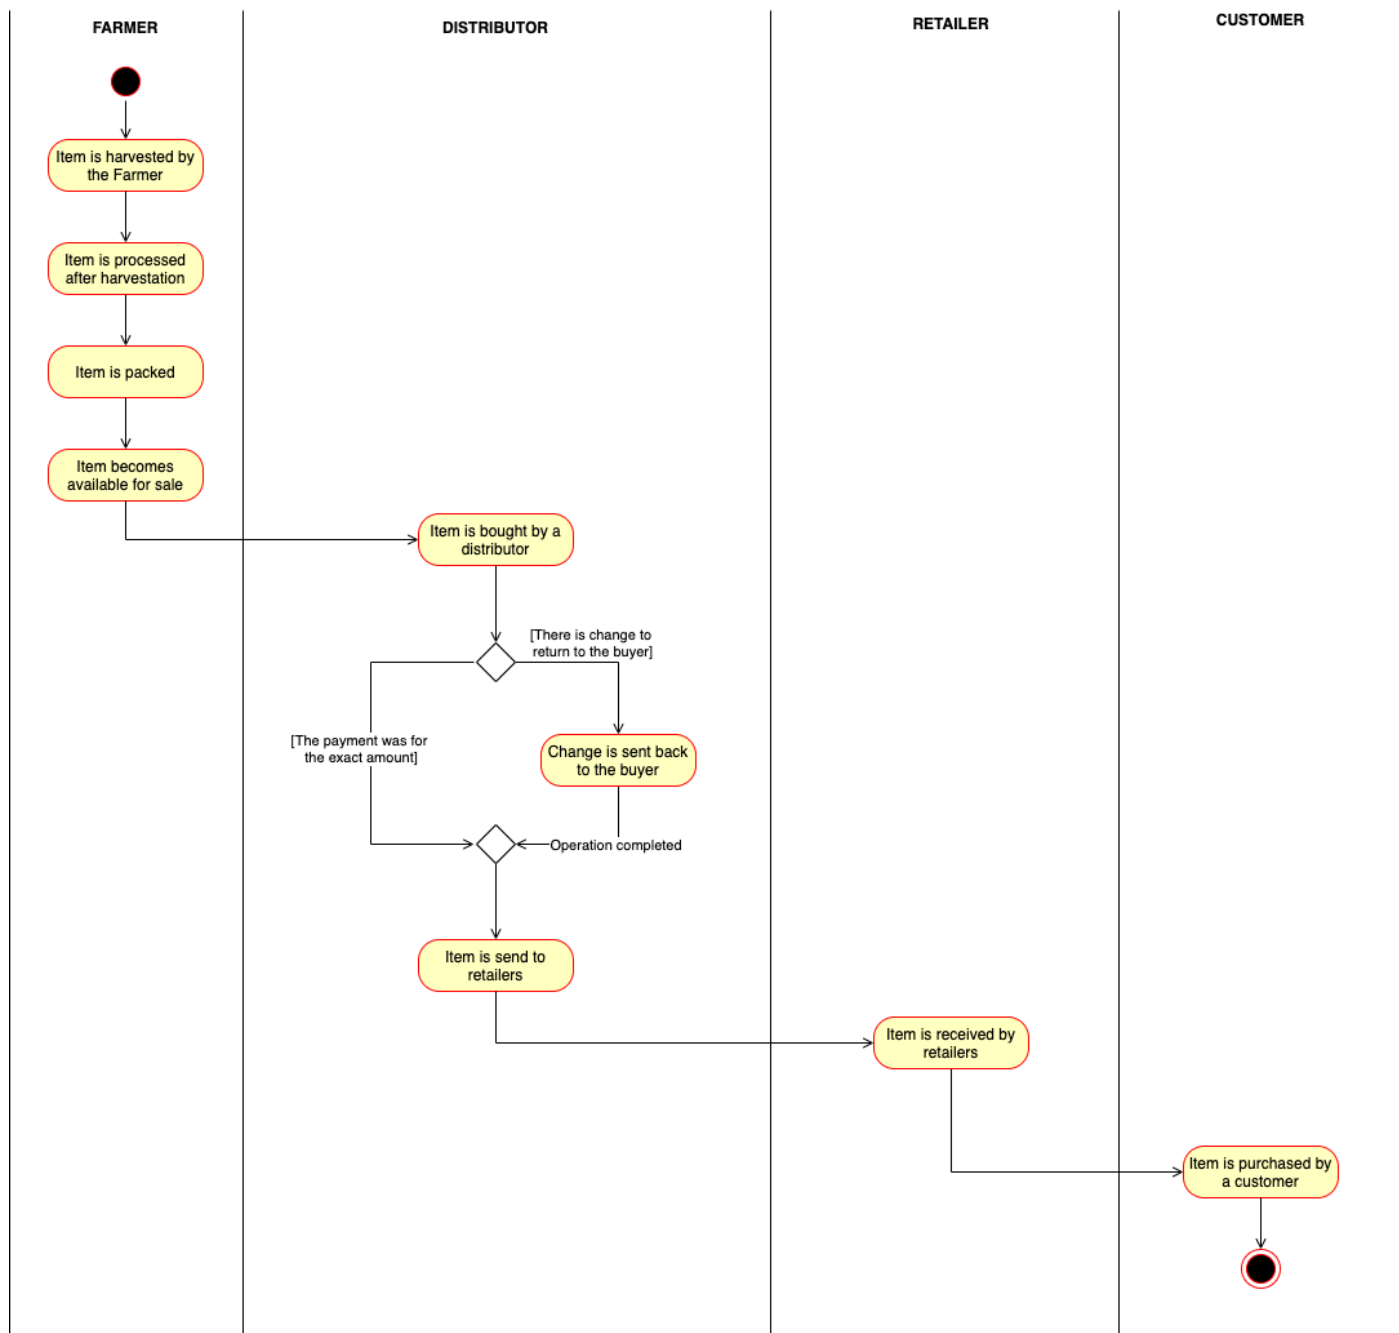 FARMER
DISTRIBUTOR
RETAILER
CUSTOMER
Item is harvested by
the Farmer
Item is processed
after harvestation
Item is packed
Item becomes
available for sale
Item is bought by a
distributor
[There is change to
return to the buyer]
[The payment was for
the exact amount]
Change is sent back
to the buyer
Operation completed
Item is send to
retailers
Item is received by
retailers
Item is purchased by
a customer